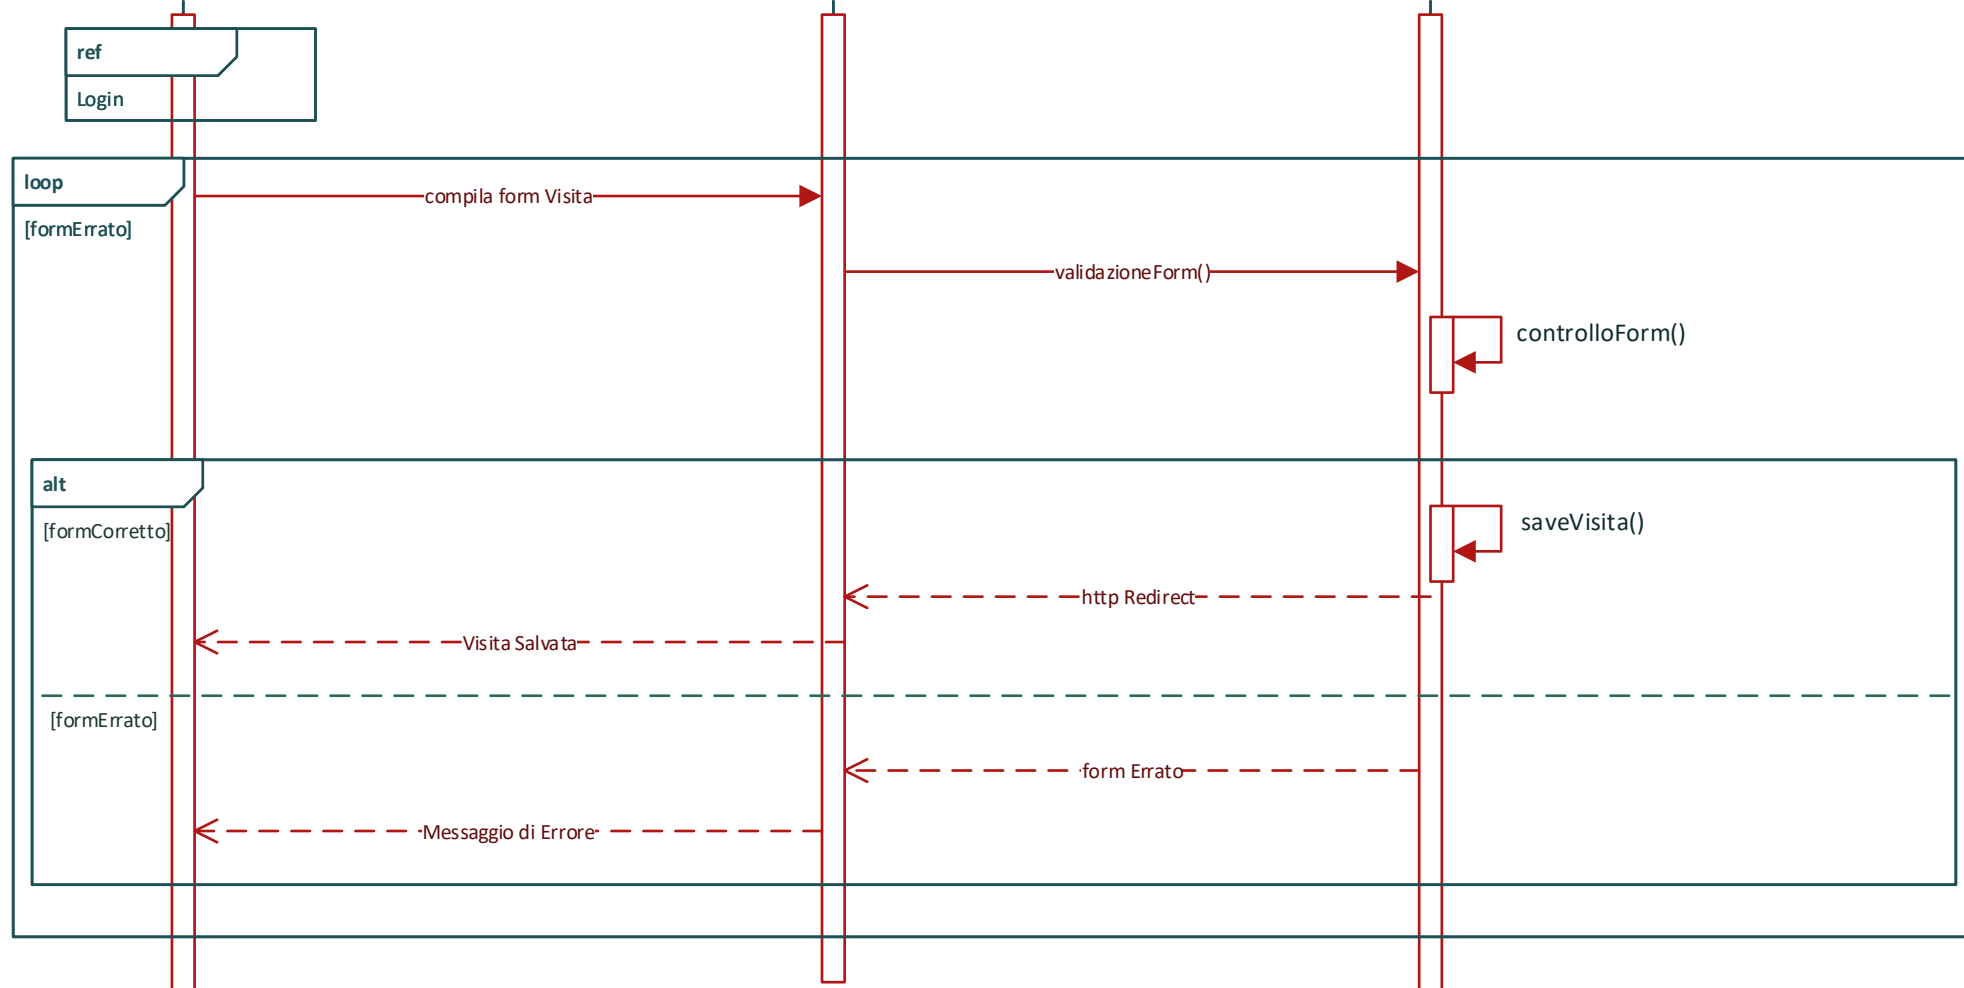 ref
Login
loop
compila form Visita
[formErrato]
validazioneForm()
controlloForm()
alt
[formCorretto]
saveVisita()
http Redirect
Visita Salvata
[formErrato]
form Errato
Messaggio di Errore